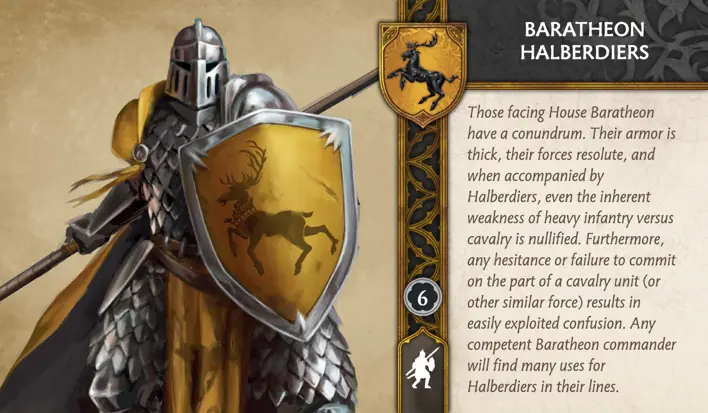 BARATHEON
HALBERDIERS
Those facing House Baratheon
have a conundrum. Their armor is
thick, their forces resolute, and
when accompanied by
Halberdiers, even the inherent
weakness of heavy infantry versus
cavalry is nullified. Furthermore,
any hesitance or failure to commit
on the part of a cavalry unit (or
other similar force) results in
easily exploited confusion. Any
competent Baratheon commander
will find many uses for
Halberdiers in their lines.
6